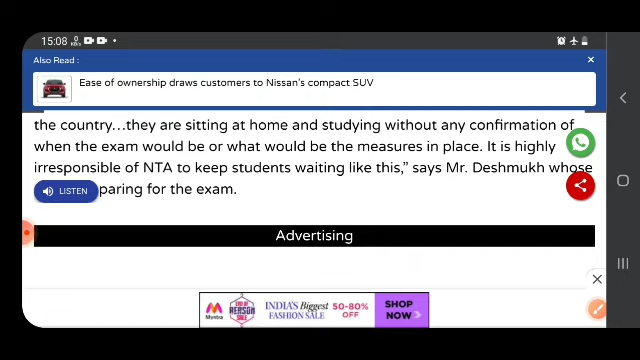 15:08
0
KB/s
Also Read :
Ease of ownership draws customers to Nissan's compact SUV
the country...they are sitting at home and studying without any confirmation of
when the exam would be or what would be the measures in place. It is highly
irresponsible of NTA to keep students waiting like this,” says Mr. Deshmukh whose
LISTEN
paring for the exam.
Advertising
Myntra
END OF REASON SALE
INDIA'S Biggest
FASHION SALE
50-80%
OFF
SHOP
NOW